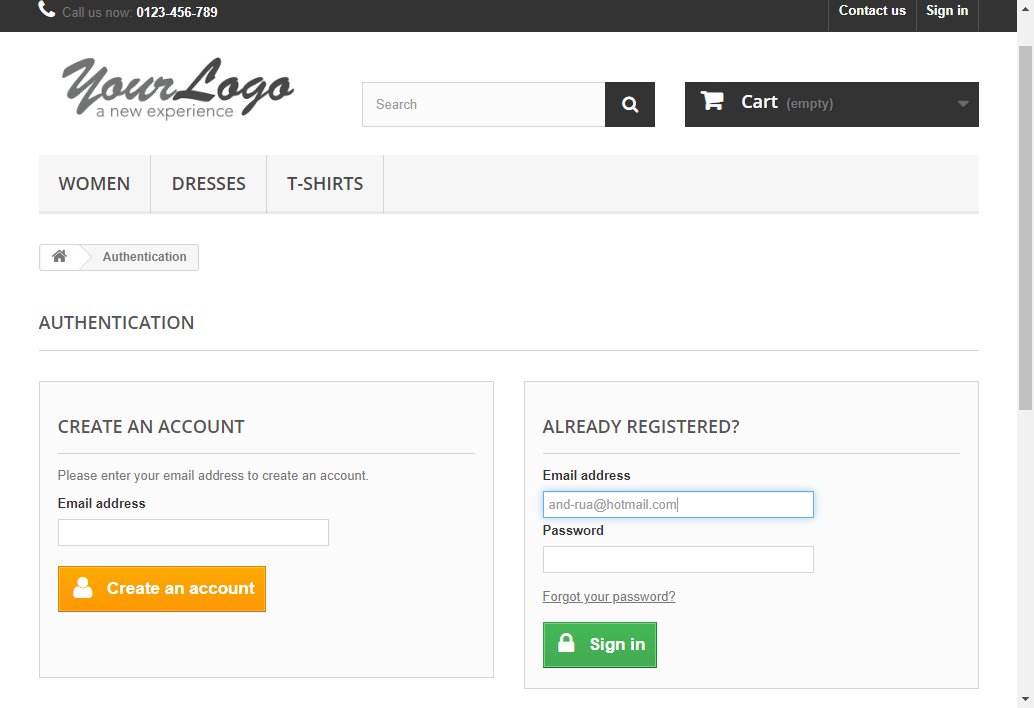 Call us now: 0123-456-789
Contact us
Sign in
YourLogo
a new experience
Search
Cart (empty)
WOMEN
DRESSES
T-SHIRTS
Authentication
AUTHENTICATION
CREATE AN ACCOUNT
Please enter your email address to create an account.
Email address
Create an account
ALREADY REGISTERED?
Email address
and-rua@hotmail.com
Password
Forgot your password?
Sign in